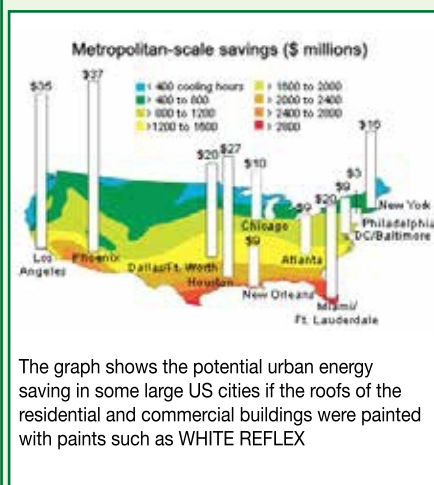 Metropolitan-scale savings ($ millions)
< 400 cooling hours
> 400 to 800
> 800 to 1200
>1200 to 1600
> 1600 to 2000
> 2000 to 2400
> 2400 to 2800
> 2800
$35
$37
$20
$27
$10
$9
$9
$20
$9
$3
$16
Los
Angeles
Phoenix
Dallas/Ft. Worth
Houston
Chicago
New Orleans
Atlanta
Miami/
Ft. Lauderdale
New York
Philadelphia
DC/Baltimore
The graph shows the potential urban energy
saving in some large US cities if the roofs of the
residential and commercial buildings were painted
with paints such as WHITE REFLEX